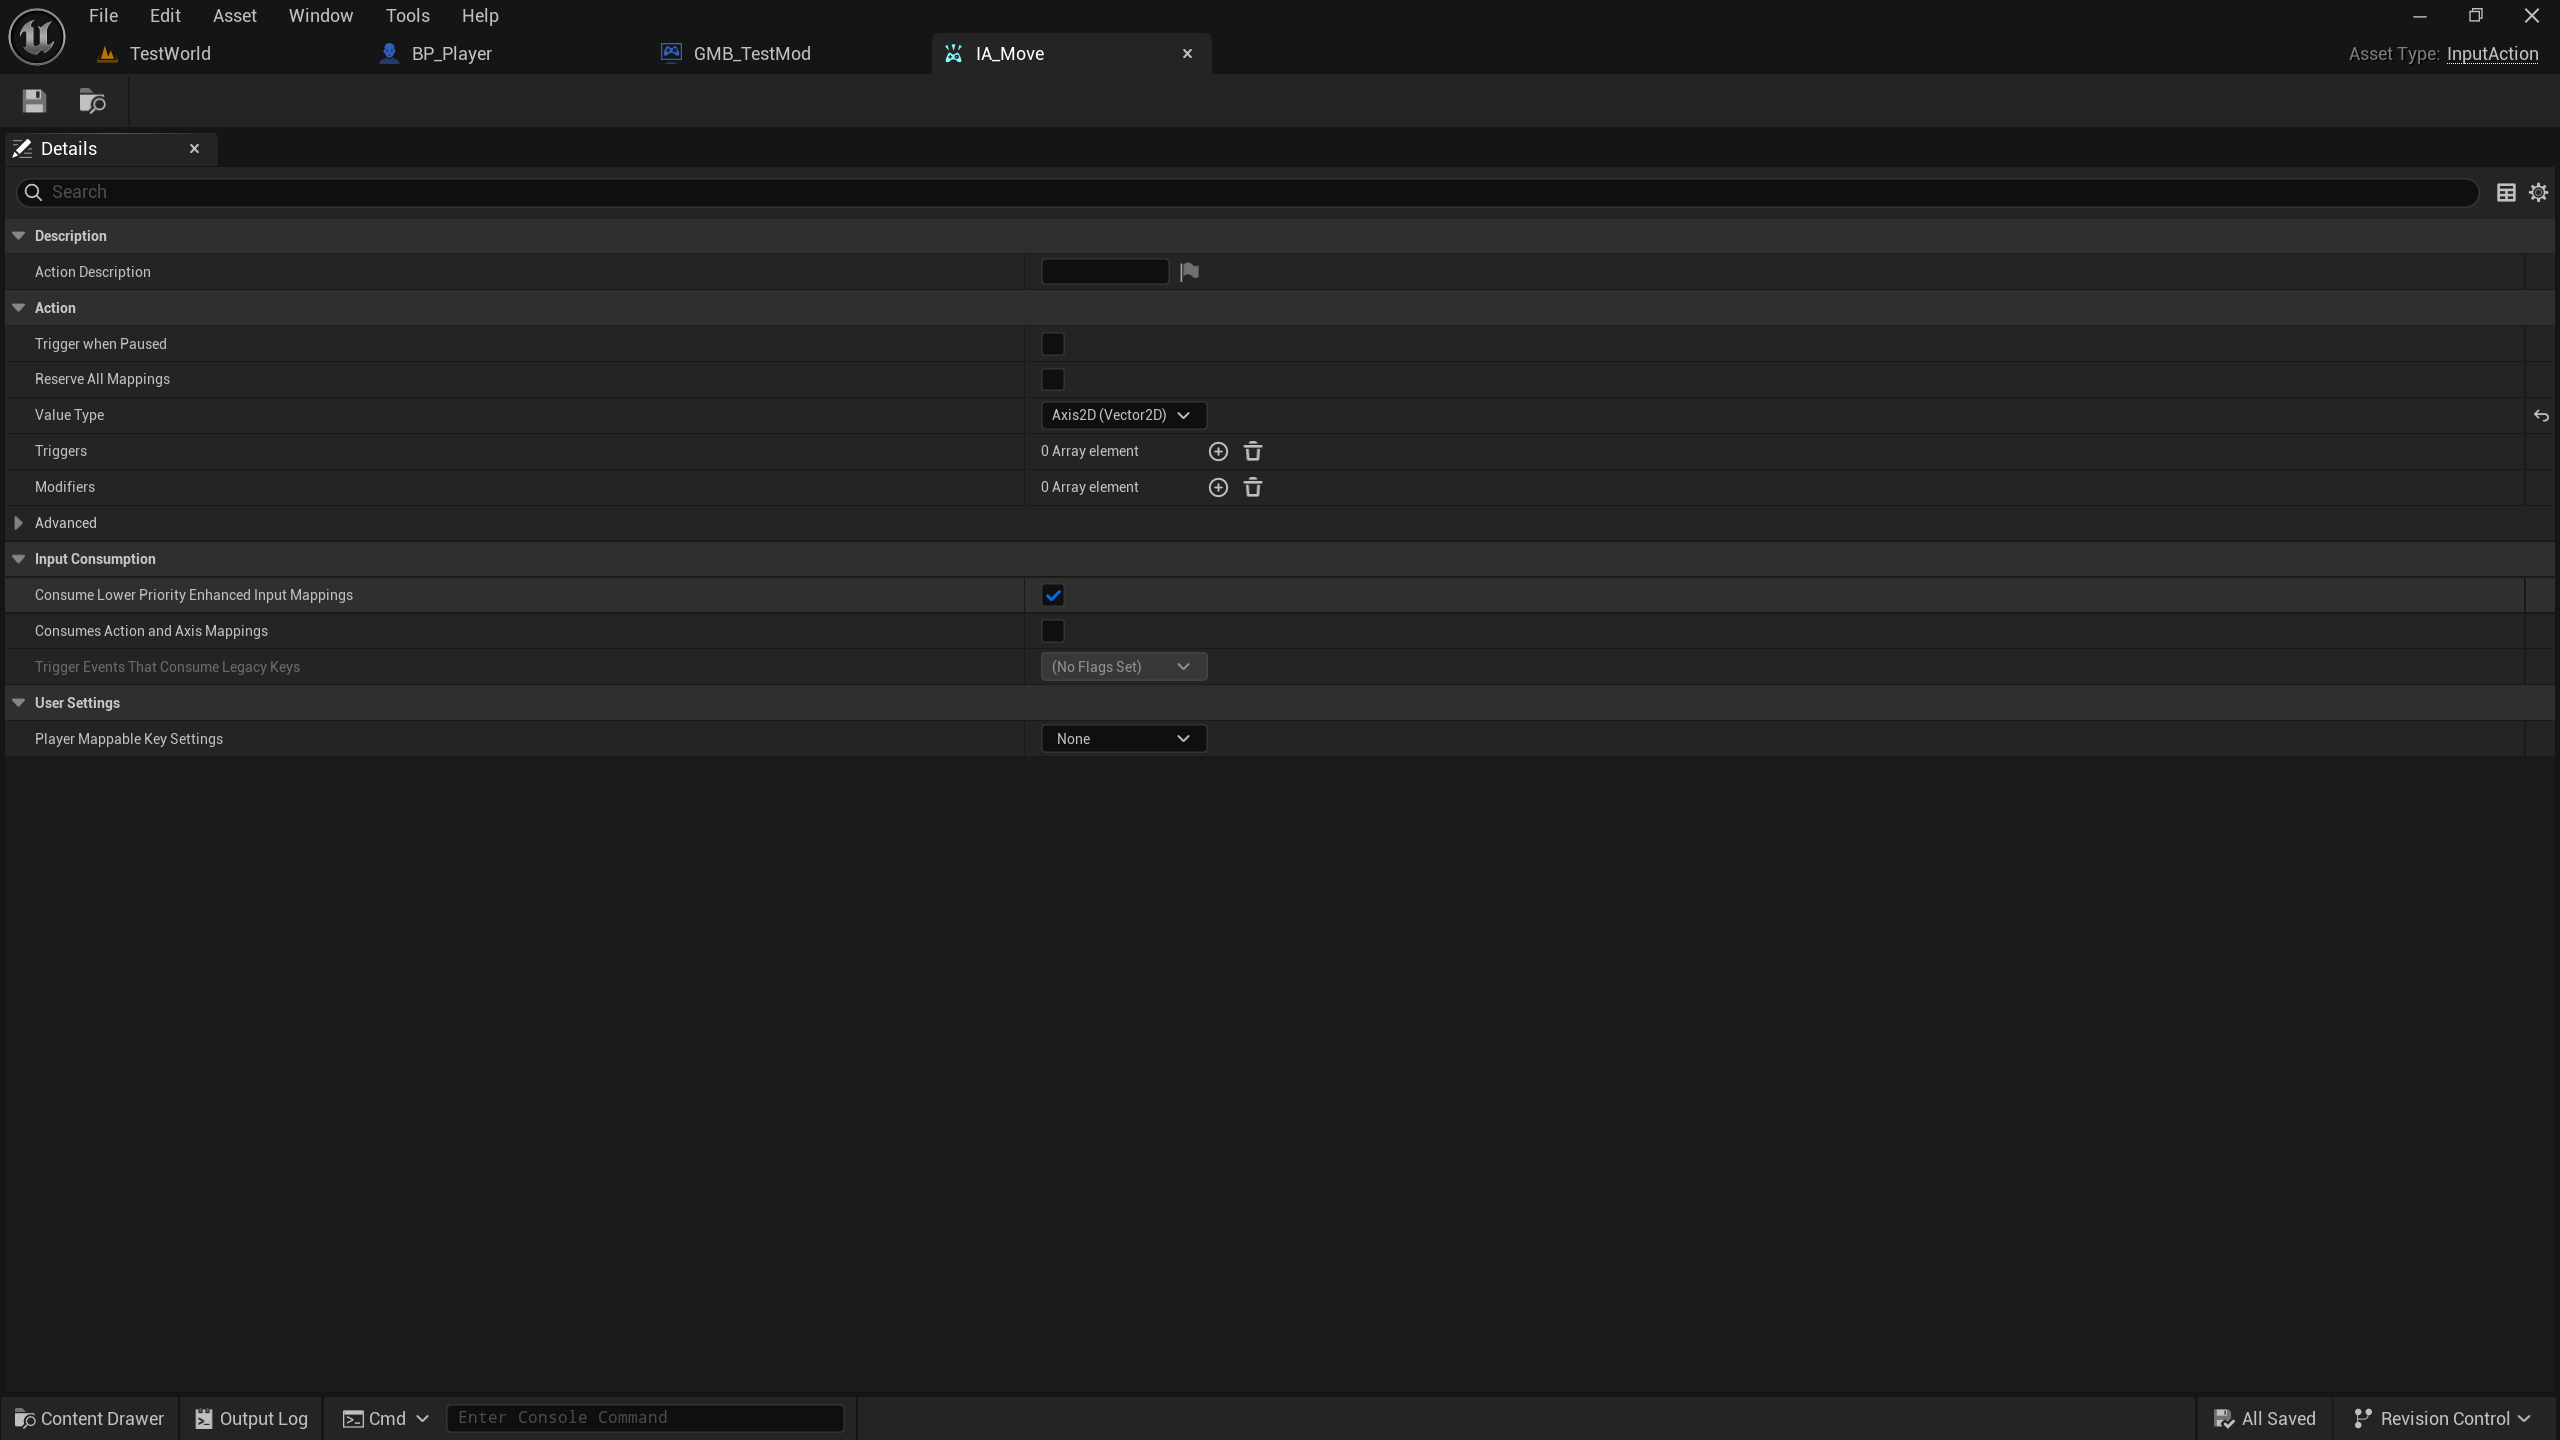 File Edit Asset Window Tools Help
TestWorld BP_Player GMB_TestMod IA_Move Asset Type: InputAction
Details
Search
Description
Action Description
Action
Trigger when Paused
Reserve All Mappings
Value Type Axis2D (Vector2D)
Triggers 0 Array element
Modifiers 0 Array element
Advanced
Input Consumption
Consume Lower Priority Enhanced Input Mappings
Consumes Action and Axis Mappings
Trigger Events That Consume Legacy Keys (No Flags Set)
User Settings
Player Mappable Key Settings None
Content Drawer Output Log Cmd Enter Console Command All Saved Revision Control